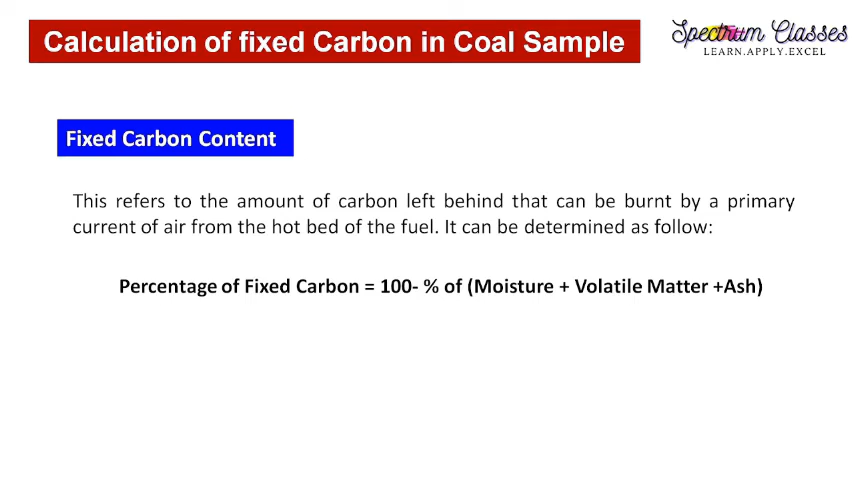 Calculation of fixed Carbon in Coal Sample
Spectrum Classes
LEARN.APPLY.EXCEL
Fixed Carbon Content
This refers to the amount of carbon left behind that can be burnt by a primary
current of air from the hot bed of the fuel. It can be determined as follow:
Percentage of Fixed Carbon = 100- % of (Moisture + Volatile Matter +Ash)